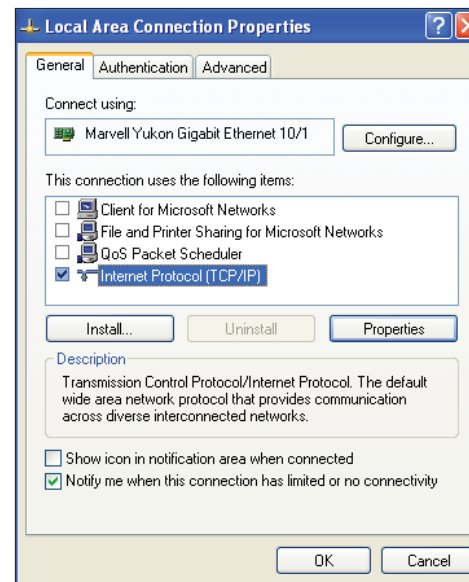 Local Area Connection Properties
General Authentication Advanced
Connect using:
Marvell Yukon Gigabit Ethernet 10/1
Configure...
This connection uses the following items:
Client for Microsoft Networks
File and Printer Sharing for Microsoft Networks
QoS Packet Scheduler
Internet Protocol (TCP/IP)
Install... Uninstall Properties
Description
Transmission Control Protocol/Internet Protocol. The default
wide area network protocol that provides communication
across diverse interconnected networks.
Show icon in notification area when connected
Notify me when this connection has limited or no connectivity
OK Cancel